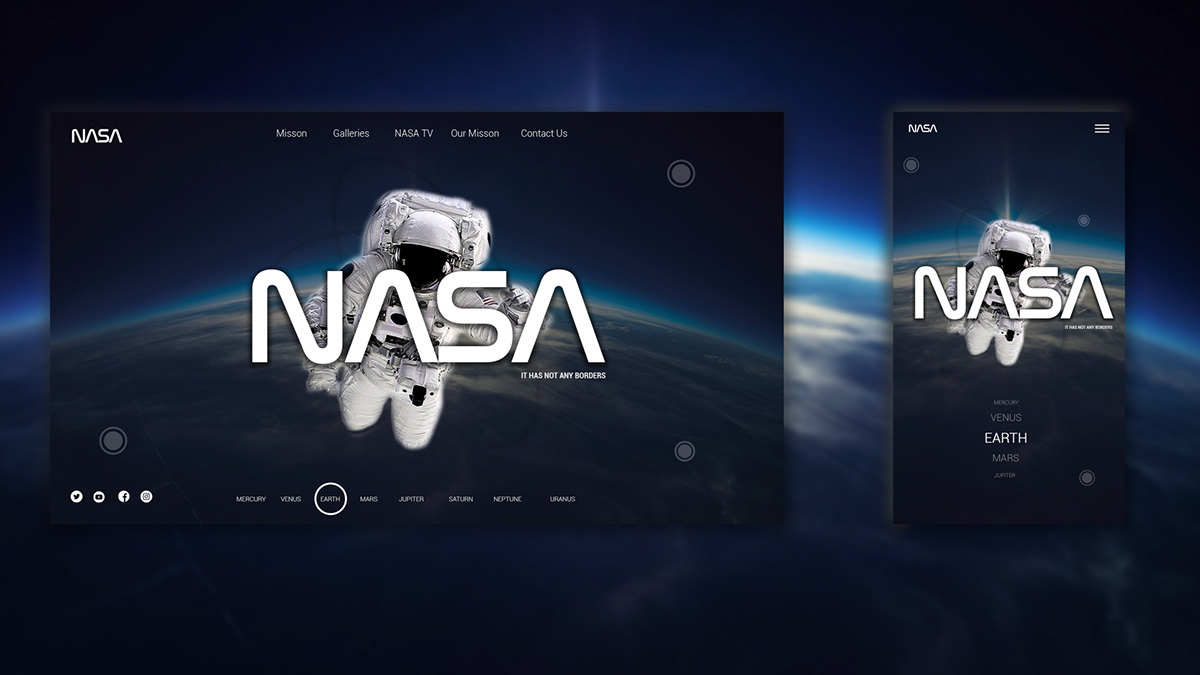 NASA
Misson Galleries NASA TV Our Misson Contact Us
NASA
IT HAS NOT ANY BORDERS
MERCURY VENUS EARTH MARS JUPITER SATURN NEPTUNE URANUS
NASA
NASA
IT HAS NOT ANY BORDERS
MERCURY
VENUS
EARTH
MARS
JUPITER